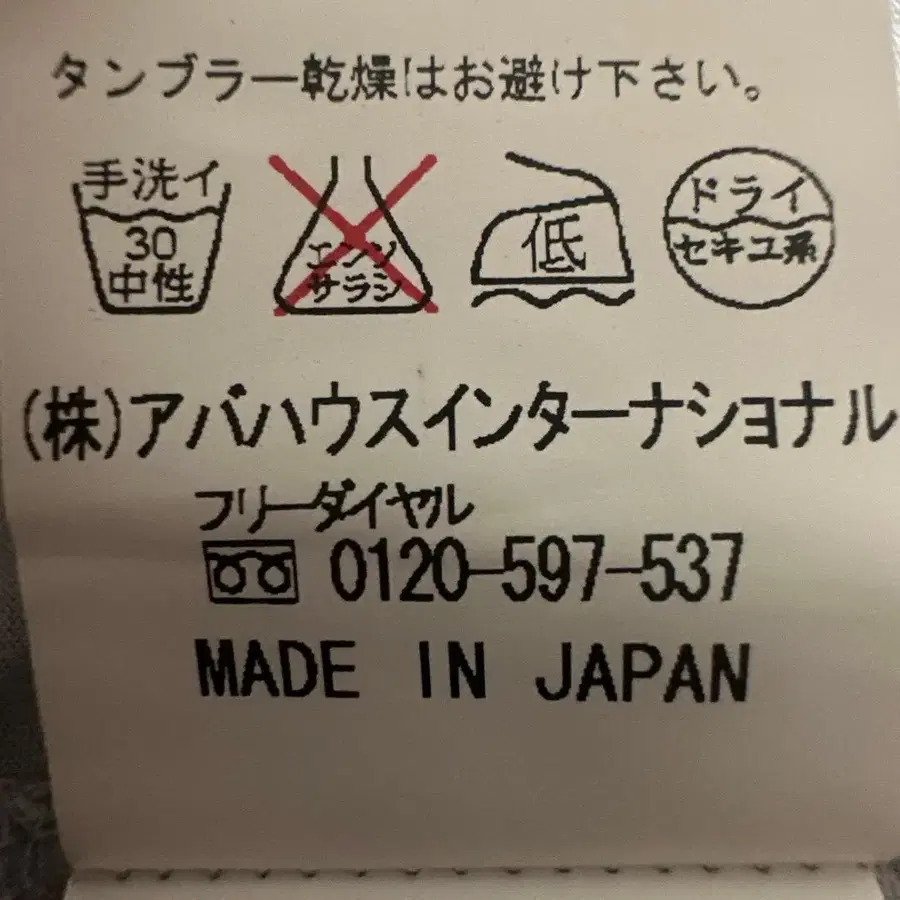 タンブラー乾燥はお避け下さい。
手洗イ
30
中性
エンソ
サラシ
低
ドライ
セキユ系
(株)アバハウスインターナショナル
フリーダイヤル
0120-597-537
MADE IN JAPAN